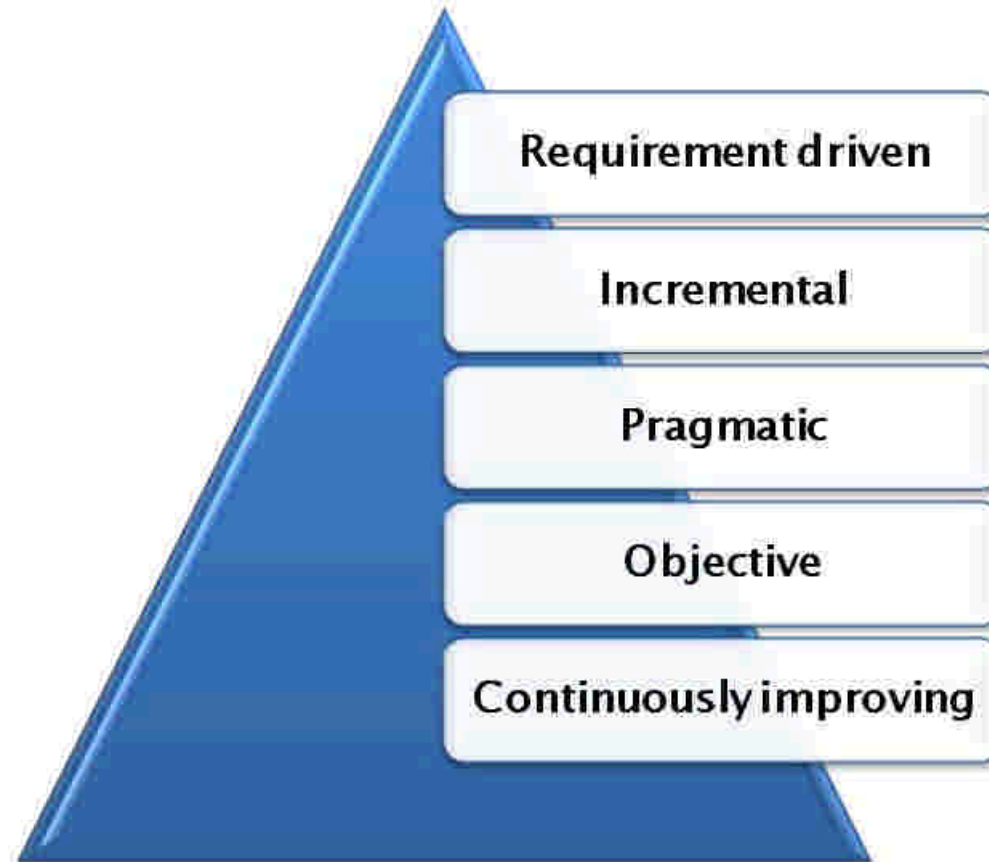 Requirement driven
Incremental
Pragmatic
Objective
Continuously improving